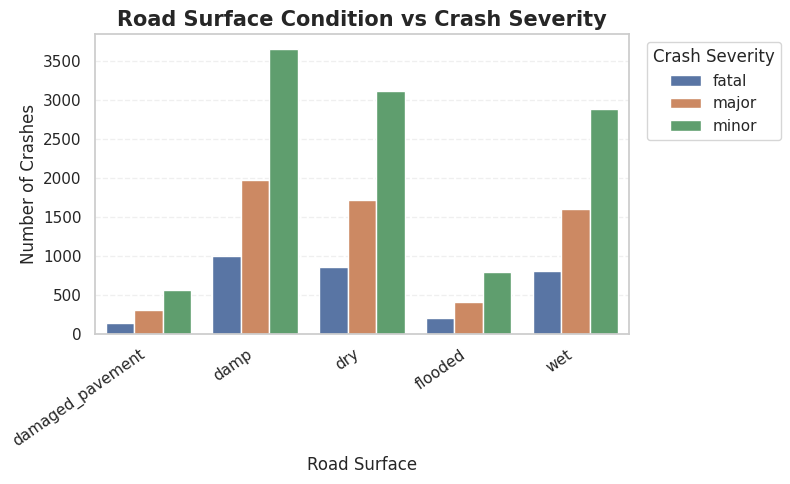 Road Surface Condition vs Crash Severity
Number of Crashes
3500
3000
2500
2000
1500
1000
500
0
damaged_pavement
damp
dry
flooded
wet
Road Surface
Crash Severity
fatal
major
minor